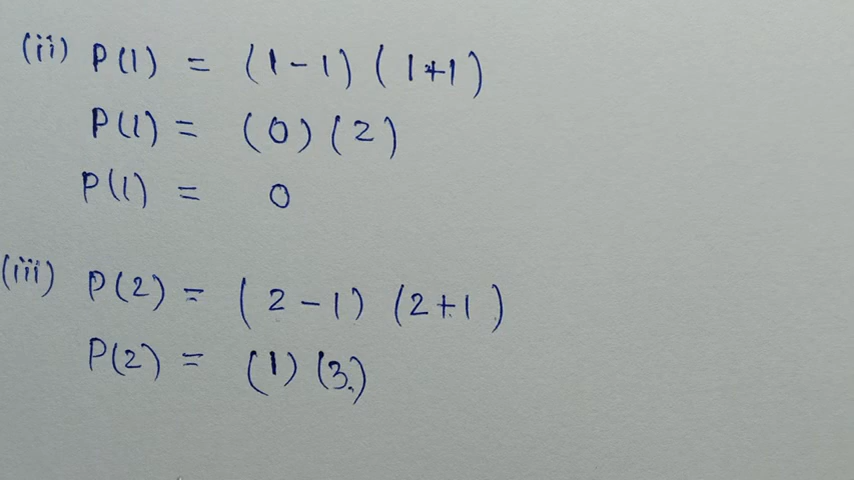 (ii) P(1) = (1-1) (1+1)
P(1) = (0) (2)
P(1) = 0
(iii) P(2) = (2-1) (2+1)
P(2) = (1) (3)